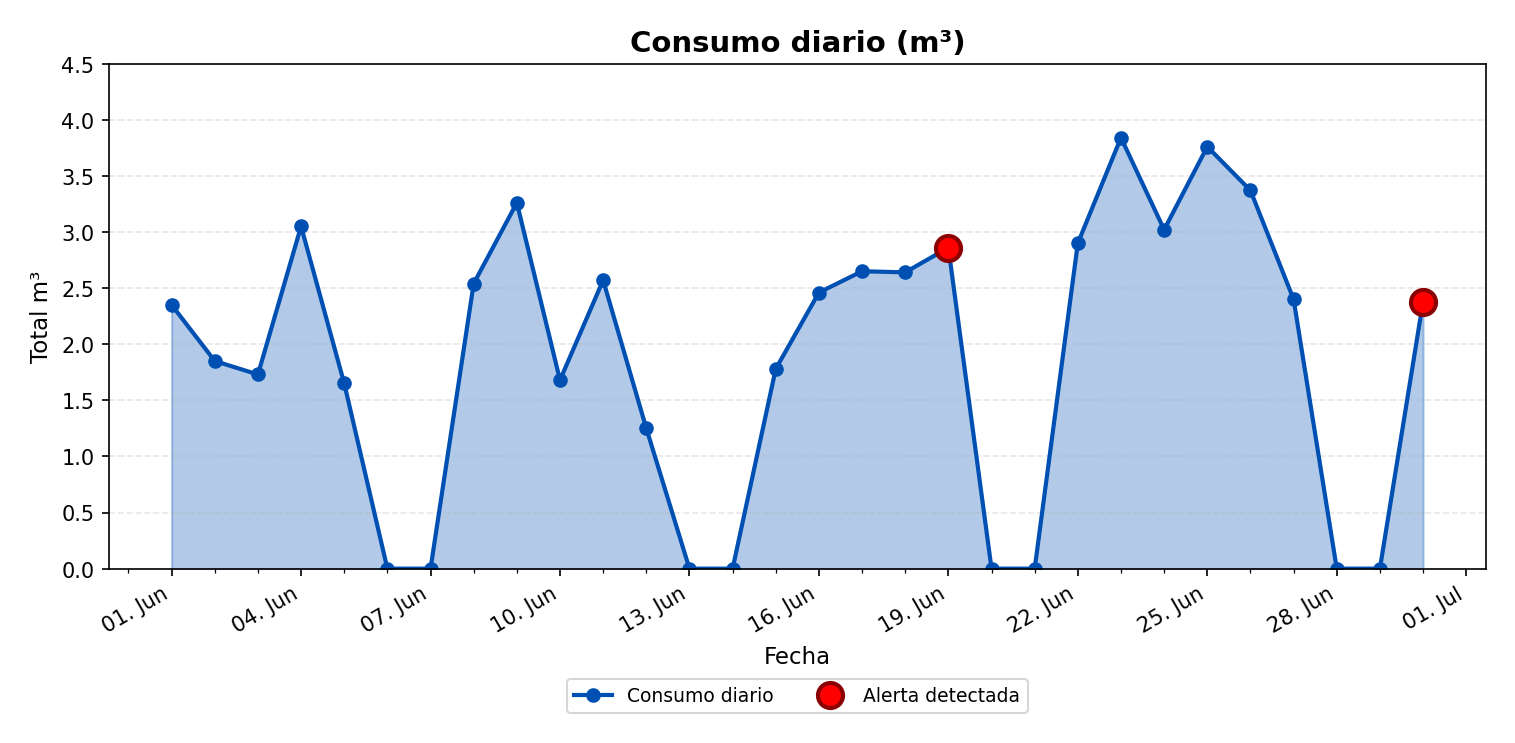 Consumo diario (m³)
4.5
4.0
3.5
3.0
2.5
2.0
1.5
1.0
0.5
0.0
Total m³
01. Jun
04. Jun
07. Jun
10. Jun
13. Jun
16. Jun
19. Jun
22. Jun
25. Jun
28. Jun
01. Jul
Fecha
Consumo diario
Alerta detectada